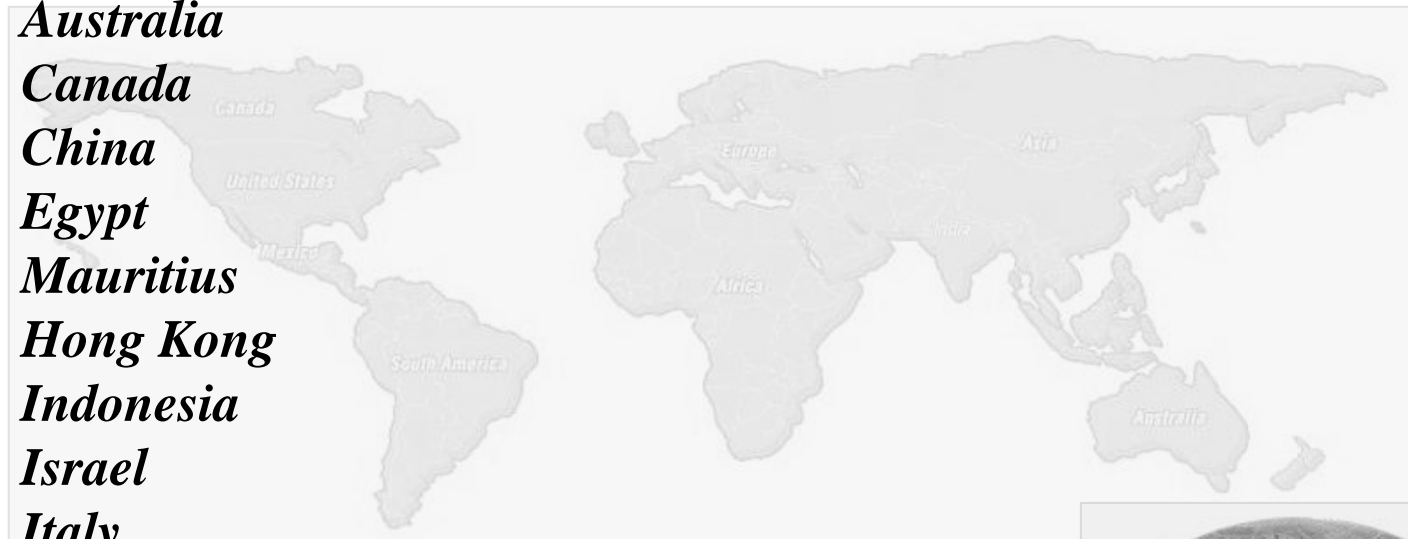 Australia
Canada
China
Egypt
Mauritius
Hong Kong
Indonesia
Israel
Italy
Canada
United States
Mexico
South America
Europe
Asia
India
Africa
Australia